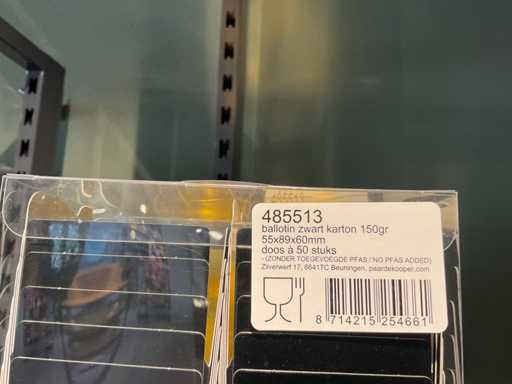 485513
ballotin zwart karton 150gr
55x89x60mm
doos à 50 stuks
- (ZONDER TOEGEVOEGDE PFAS / NO PFAS ADDED)
Zilverwerf 17, 6641TC Beuningen, paardekooper.com
8 714215 254661